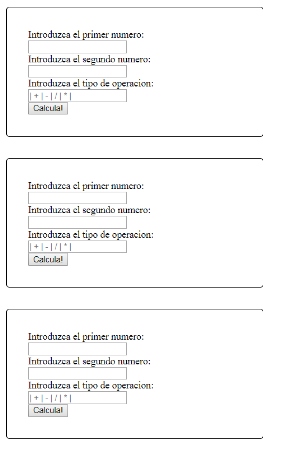 Introduzca el primer numero:
Introduzca el segundo numero:
Introduzca el tipo de operacion:
| + | - | / | * |
Calcula!
Introduzca el primer numero:
Introduzca el segundo numero:
Introduzca el tipo de operacion:
| + | - | / | * |
Calcula!
Introduzca el primer numero:
Introduzca el segundo numero:
Introduzca el tipo de operacion:
| + | - | / | * |
Calcula!